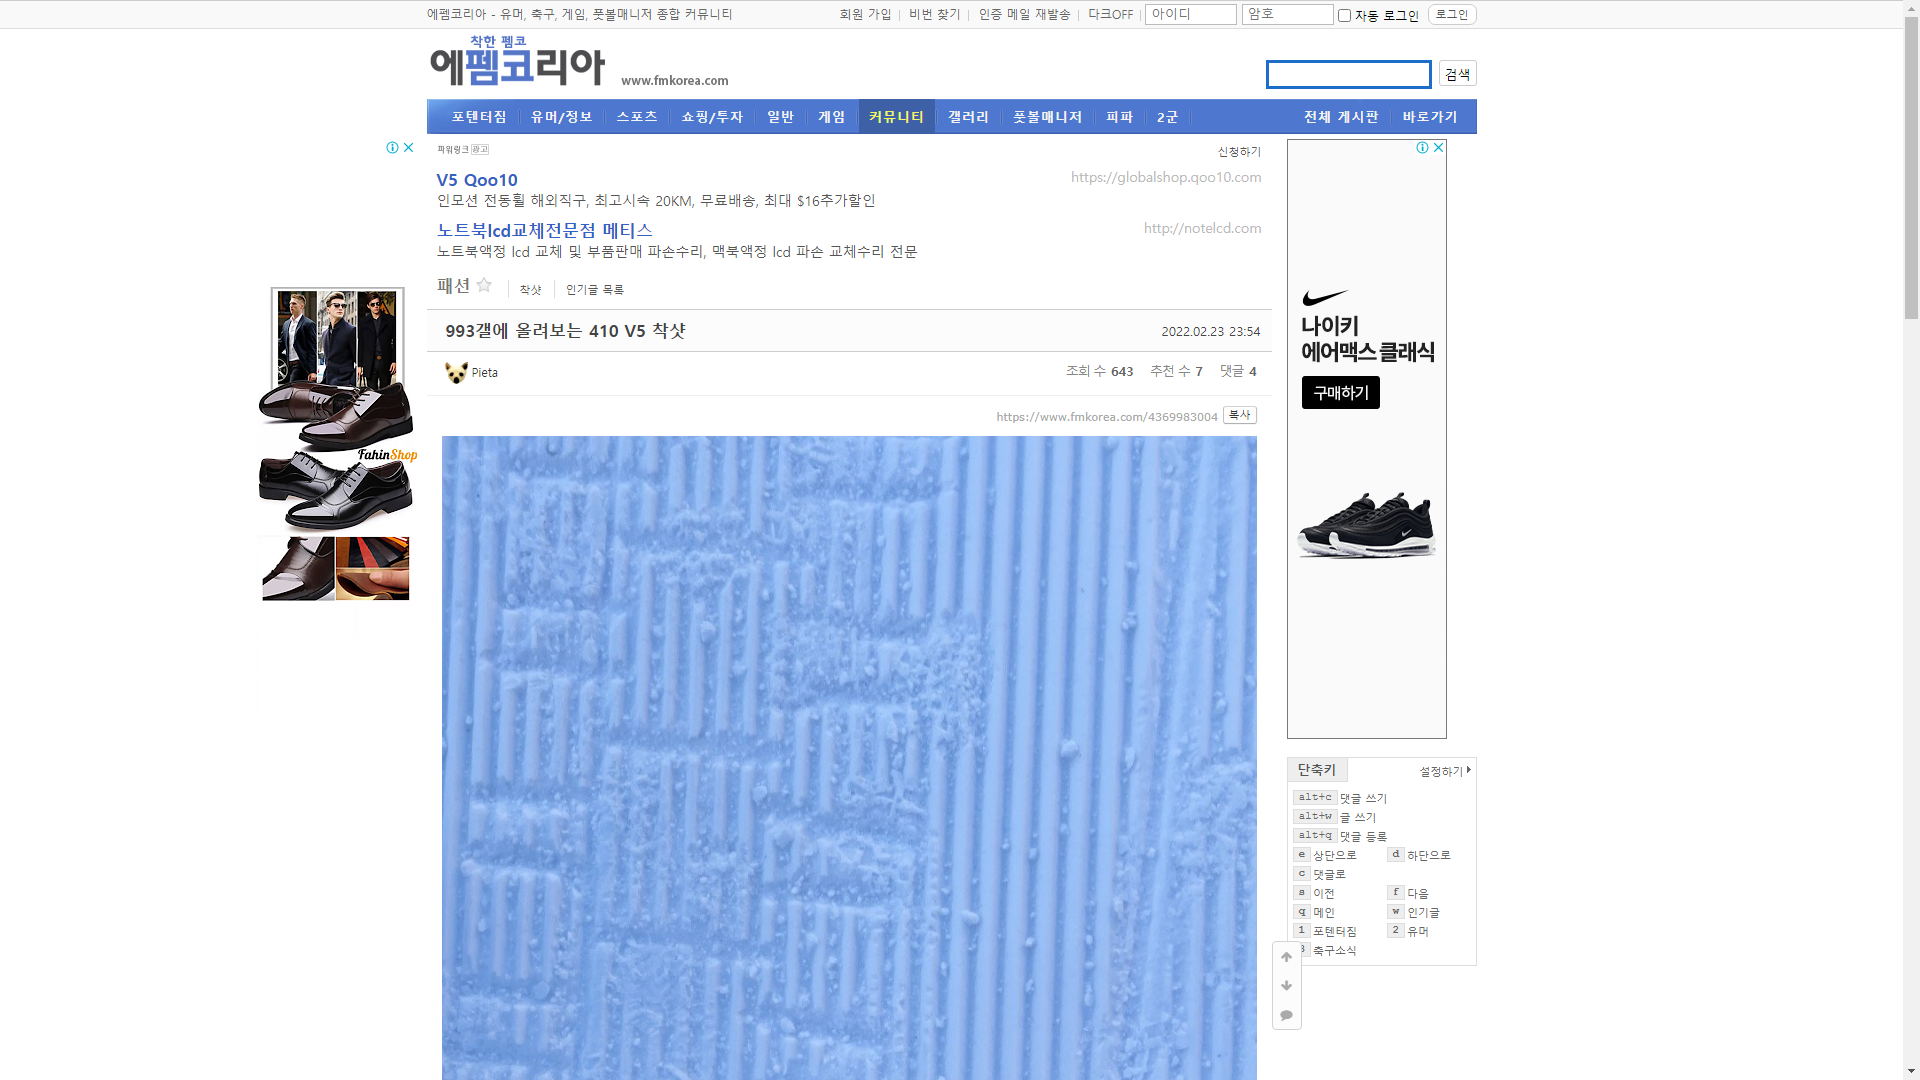 에펨코리아 - 유머, 축구, 게임, 풋볼매니저 종합 커뮤니티
회원 가입
비번 찾기
인증 메일 재발송
다크OFF
아이디
암호
자동 로그인
로그인
착한 펨코
에펨코리아
www.fmkorea.com
검색
포텐터짐
유머/정보
스포츠
쇼핑/투자
일반
게임
커뮤니티
갤러리
풋볼매니저
피파
2군
전체 게시판
바로가기
파워링크 광고
신청하기
V5 Qoo10
https://globalshop.qoo10.com
인모션 전동휠 해외직구, 최고시속 20KM, 무료배송, 최대 $16추가할인
노트북lcd교체전문점 메티스
http://notelcd.com
노트북액정 lcd 교체 및 부품판매 파손수리, 맥북액정 lcd 파손 교체수리 전문
패션
착샷
인기글 목록
993갤에 올려보는 410 V5 착샷
2022.02.23 23:54
Pieta
조회 수 643
추천 수 7
댓글 4
https://www.fmkorea.com/4369983004
복사
FahinShop
나이키
에어맥스 클래식
구매하기
단축키
설정하기
alt+c 댓글 쓰기
alt+w 글 쓰기
alt+q 댓글 등록
e 상단으로
d 하단으로
c 댓글로
s 이전
f 다음
q 메인
w 인기글
1 포텐터짐
2 유머
3 축구소식